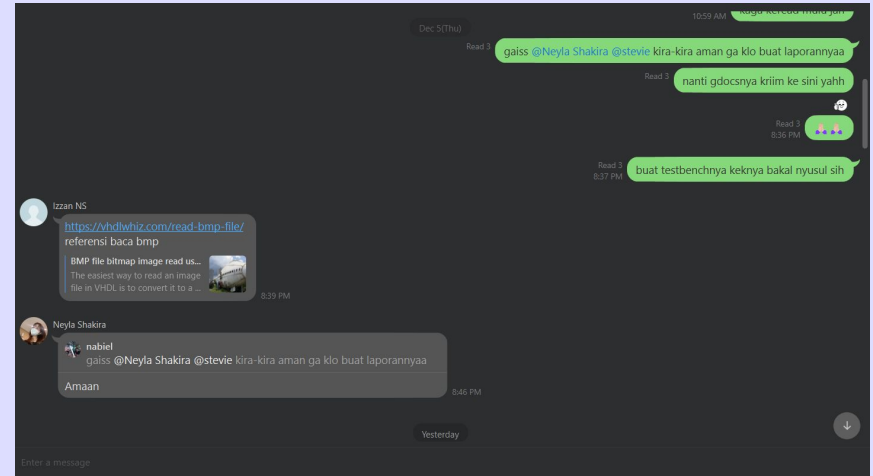 10:59 AM
Dec 5(Thu)
Read 3
gaiss @Neyla Shakira @stevie kira-kira aman ga klo buat laporannyaa
Read 3
nanti gdocsnya kriim ke sini yahh
Read 3
8:36 PM
Read 3
8:37 PM
buat testbenchnya keknya bakal nyusul sih
Izzan NS
https://vhdlwhiz.com/read-bmp-file/
referensi baca bmp
BMP file bitmap image read us...
The easiest way to read an image
file in VHDL is to convert it to a ...
8:39 PM
Neyla Shakira
nabiel
gaiss @Neyla Shakira @stevie kira-kira aman ga klo buat laporannyaa
Amaan
8:46 PM
Yesterday
Enter a message